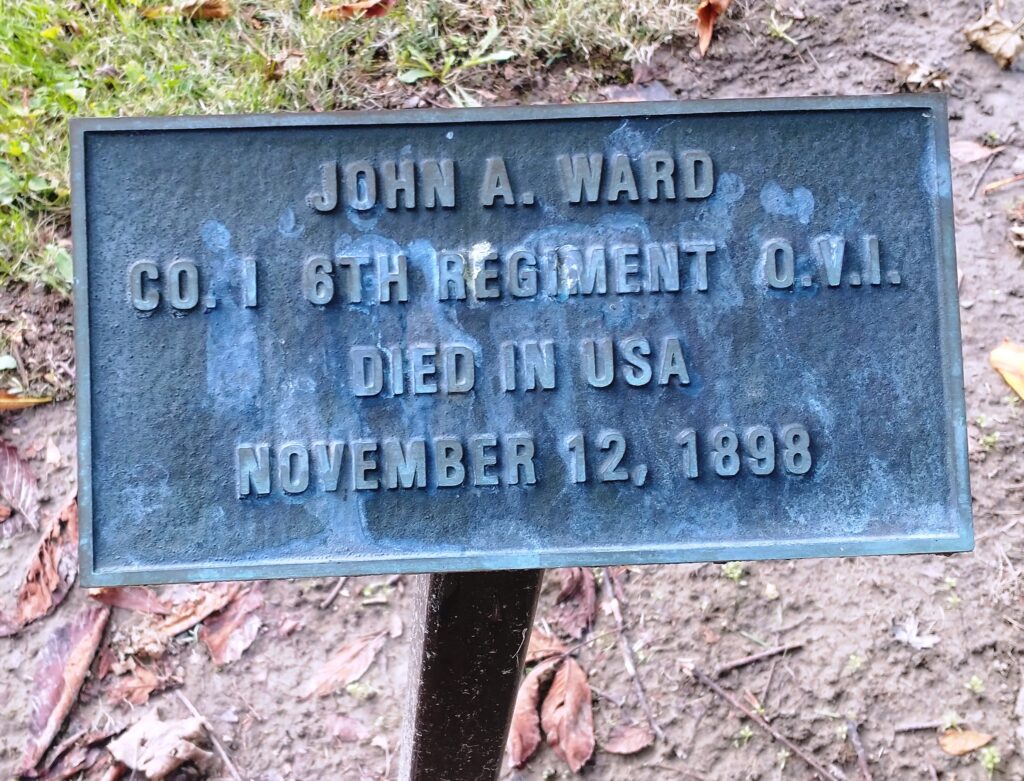 JOHN A. WARD
CO. I 6TH REGIMENT O.V.I.
DIED IN USA
NOVEMBER 12, 1898